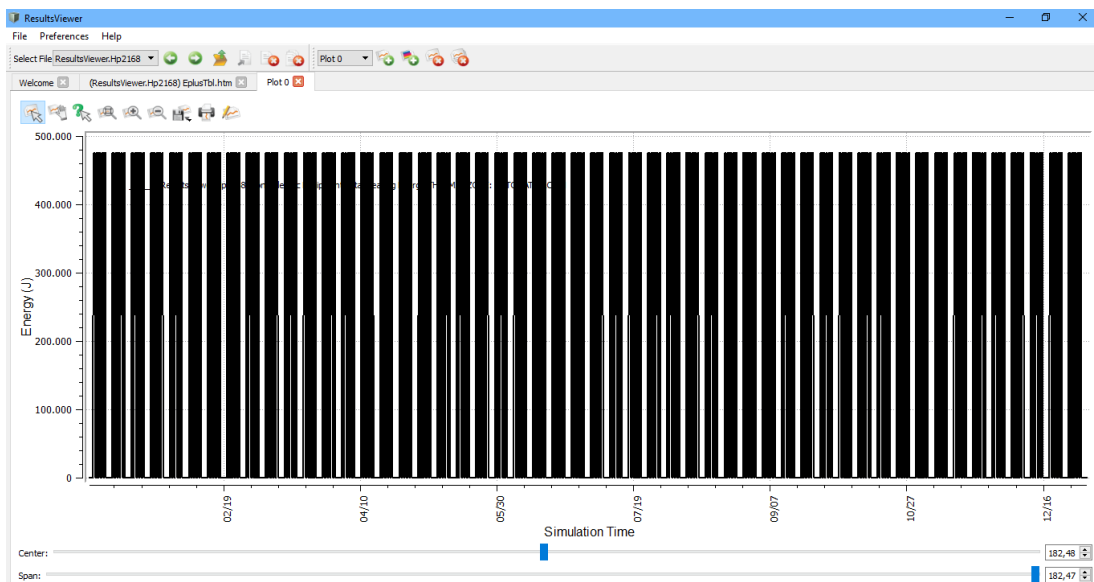 ResultsViewer
File Preferences Help
Select File ResultsViewer.Hp2168 Plot 0
Welcome (ResultsViewer.Hp2168) EplusTbl.htm Plot 0
500.000
400.000
300.000
200.000
100.000
0
Energy (J)
02/19 04/10 05/30 07/19 09/07 10/27 12/16
Simulation Time
Center: 182,48
Span: 182,47